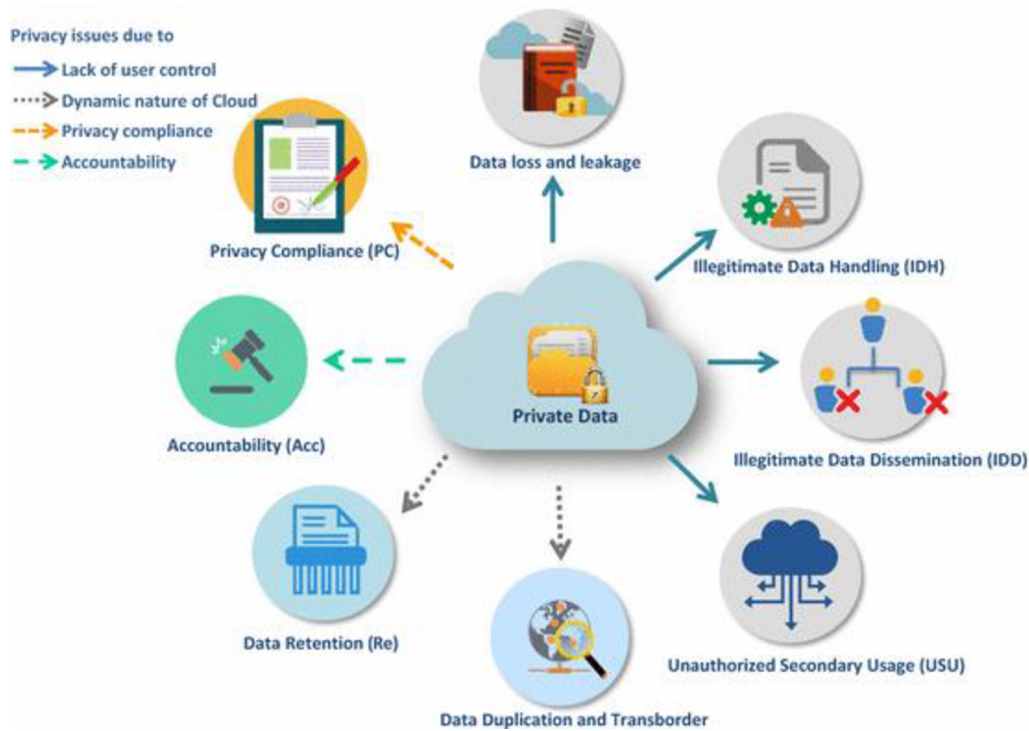 Privacy issues due to
Lack of user control
Dynamic nature of Cloud
Privacy compliance
Accountability
Data loss and leakage
Privacy Compliance (PC)
Illegitimate Data Handling (IDH)
Private Data
Accountability (Acc)
Illegitimate Data Dissemination (IDD)
Data Retention (Re)
Unauthorized Secondary Usage (USU)
Data Duplication and Transborder